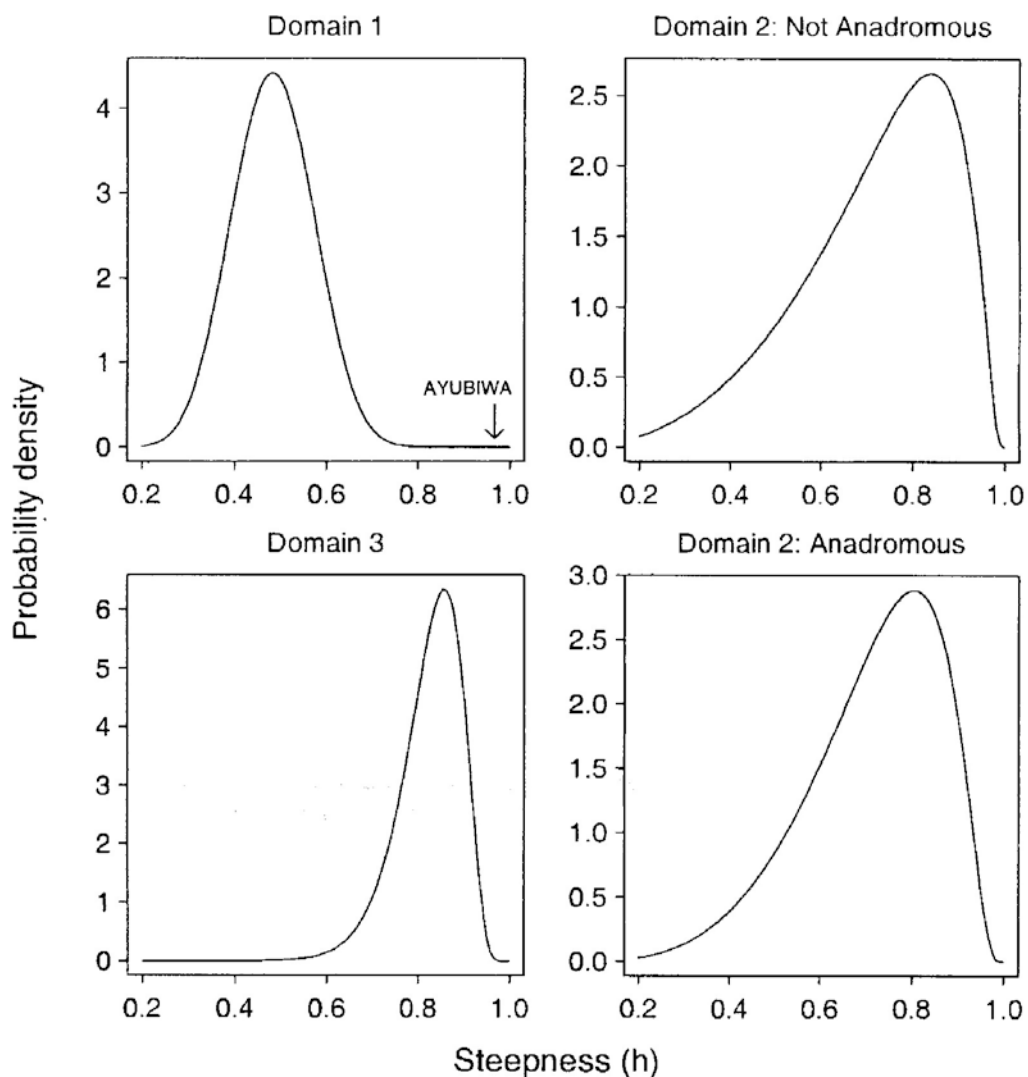 Domain 1
Domain 2: Not Anadromous
4
3
2
1
0
AYUBIWA
0.2 0.4 0.6 0.8 1.0
2.5
2.0
1.5
1.0
0.5
0.0
0.2 0.4 0.6 0.8 1.0
Domain 3
Domain 2: Anadromous
6
5
4
3
2
1
0
0.2 0.4 0.6 0.8 1.0
3.0
2.5
2.0
1.5
1.0
0.5
0.0
0.2 0.4 0.6 0.8 1.0
Probability density
Steepness (h)